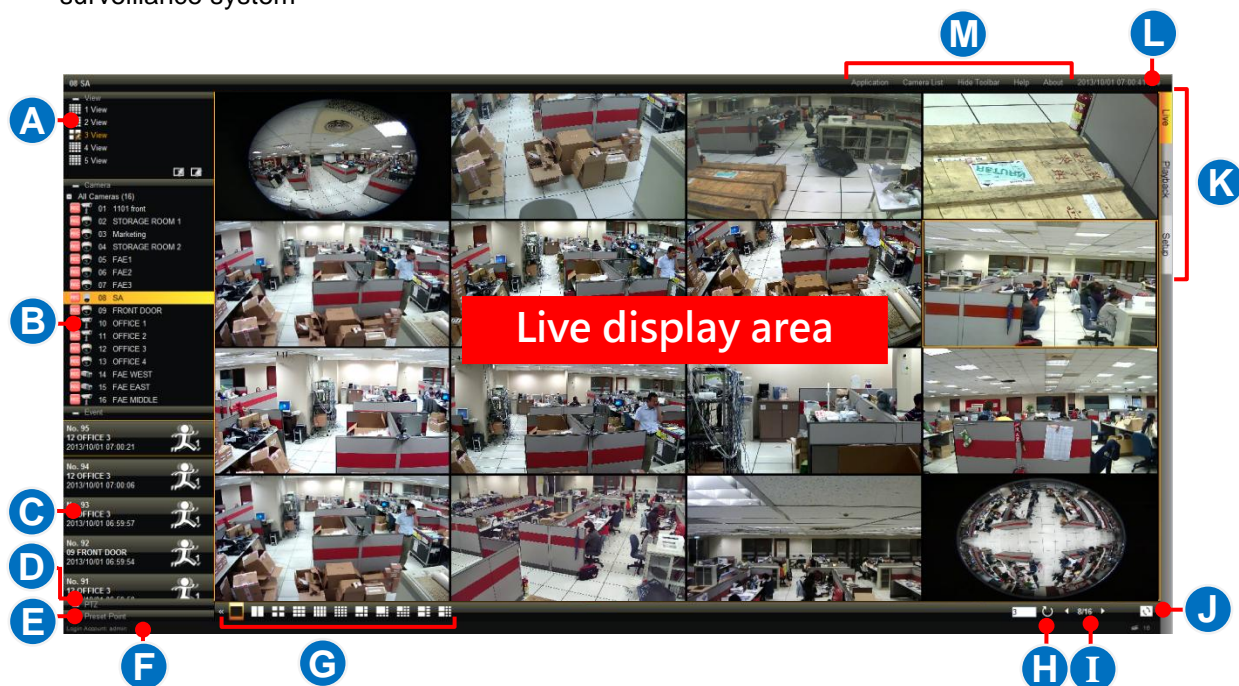 surveillance system
M
L
08 SA
Application Camera List Hide Toolbar Help About 2013/10/01 07:00:41
View
1 View
2 View
3 View
4 View
5 View
A
Live
Playback
Setup
K
Camera
All Cameras (16)
01 1101 front
02 STORAGE ROOM 1
03 Marketing
04 STORAGE ROOM 2
05 FAE1
06 FAE2
07 FAE3
08 SA
09 FRONT DOOR
10 OFFICE 1
11 OFFICE 2
12 OFFICE 3
13 OFFICE 4
14 FAE WEST
15 FAE EAST
16 FAE MIDDLE
B
Live display area
Event
No. 95
12 OFFICE 3
2013/10/01 07:00:21
No. 94
12 OFFICE 3
2013/10/01 07:00:06
No. 93
OFFICE 3
2013/10/01 06:59:57
C
No. 92
09 FRONT DOOR
2013/10/01 06:59:54
No. 91
12 OFFICE 3
D
PTZ
E
Preset Point
Login Account: admin
F
G
3
8/16
J
H
I